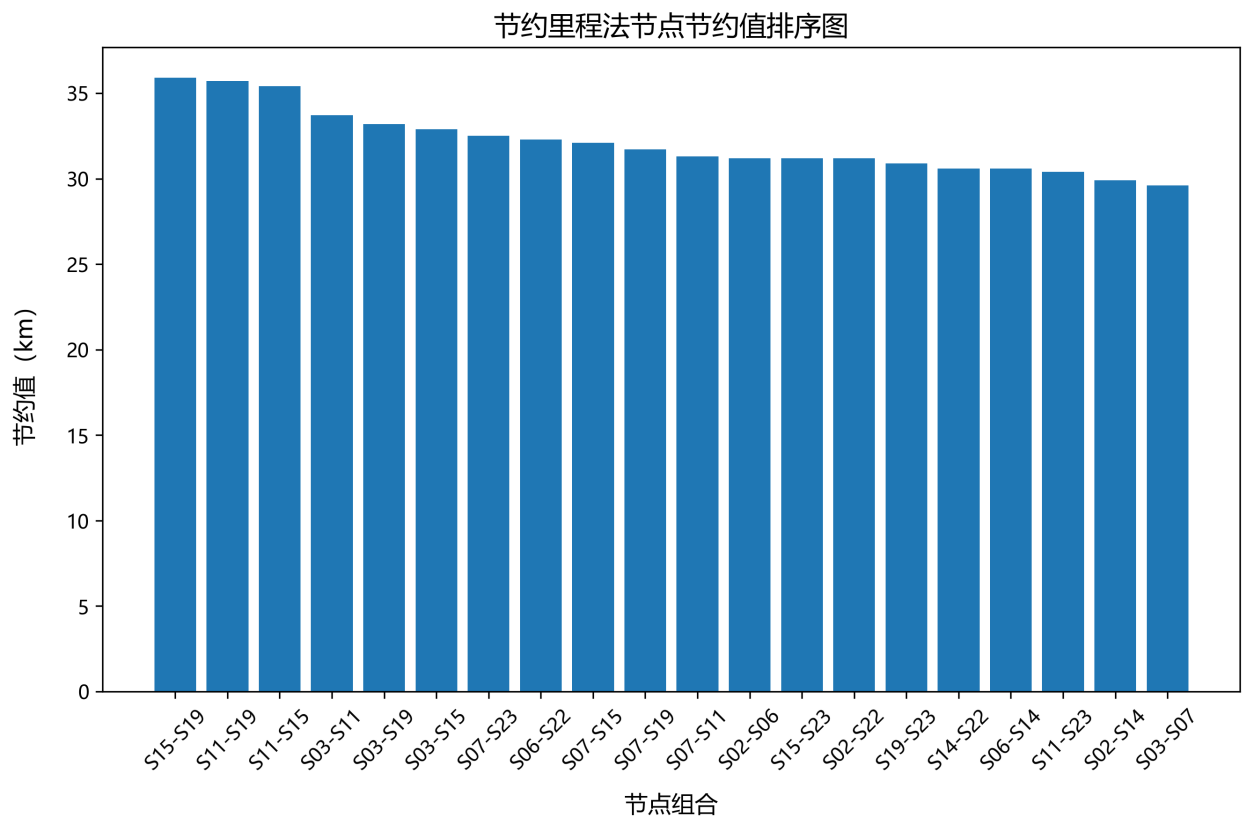 节约里程法节点节约值排序图
节约值（km）
35
30
25
20
15
10
5
0
S15-S19
S11-S19
S11-S15
S03-S11
S03-S19
S03-S15
S07-S23
S06-S22
S07-S15
S07-S19
S07-S11
S02-S06
S15-S23
S02-S22
S19-S23
S14-S22
S06-S14
S11-S23
S02-S14
S03-S07
节点组合